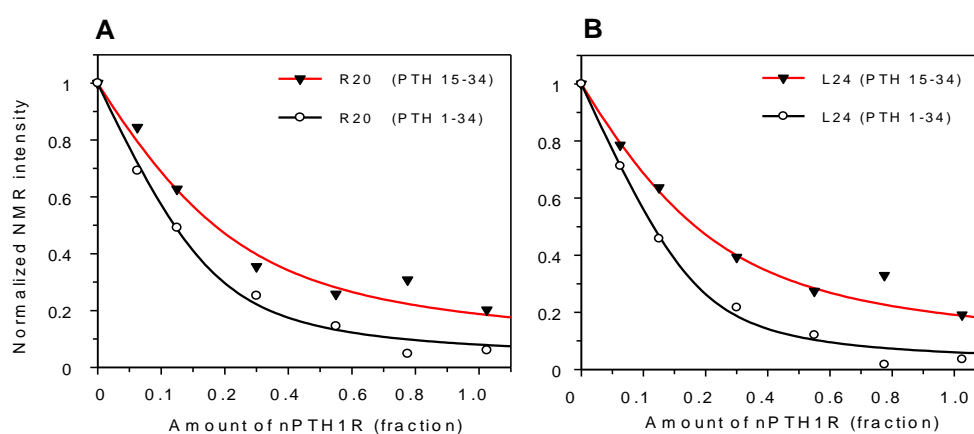 A
B
R20 (PTH 15-34)
R20 (PTH 1-34)
L24 (PTH 15-34)
L24 (PTH 1-34)
Normalized NMR intensity
1
0.8
0.6
0.4
0.2
0
1
0.8
0.6
0.4
0.2
0
0 0.1 0.2 0.4 0.6 0.8 1.0
0 0.1 0.2 0.4 0.6 0.8 1.0
Amount of nPTH1R (fraction)
Amount of nPTH1R (fraction)